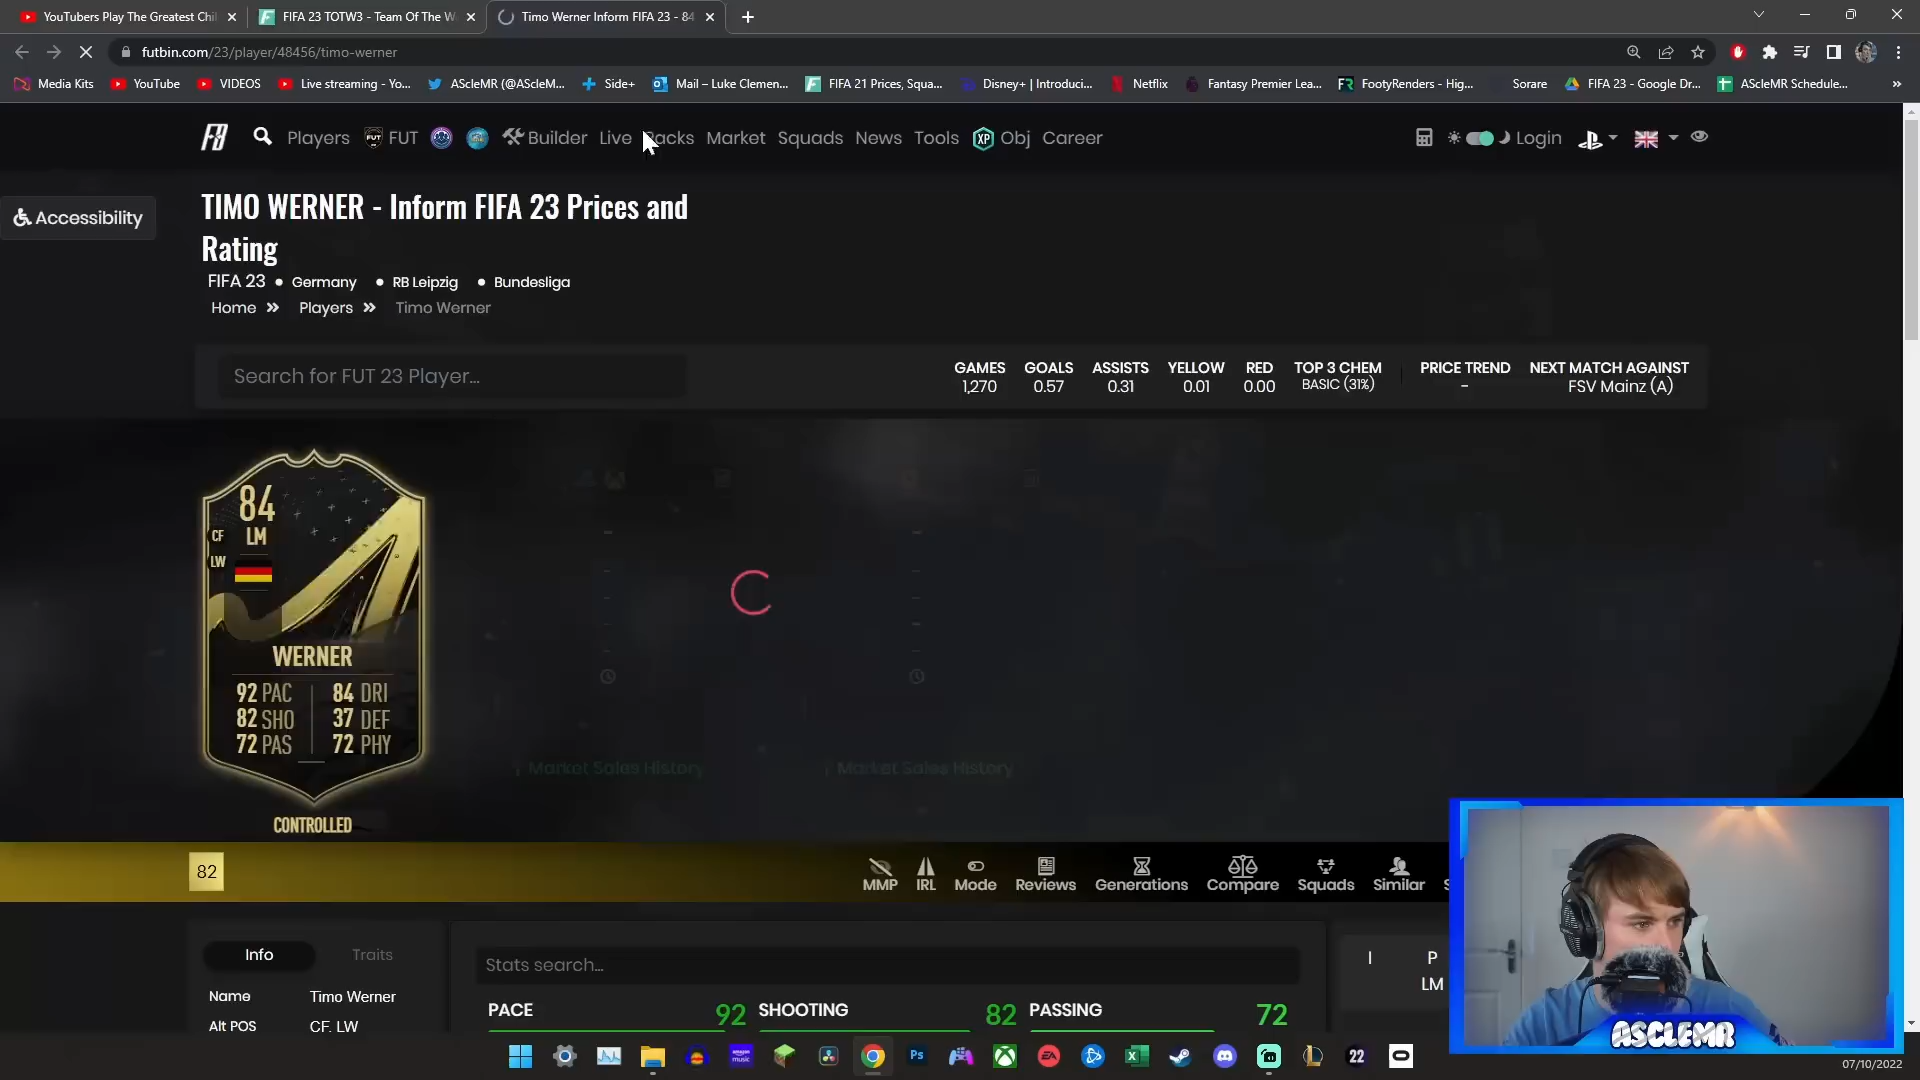 YouTubers Play The Greatest Chi
FIFA 23 TOTW3 - Team Of The W
Timo Werner Inform FIFA 23 - 84
futbin.com/23/player/48456/timo-werner
Media Kits
YouTube
VIDEOS
Live streaming - Yo...
AScleMR (@AScleM...
Side+
Mail – Luke Clemen...
FIFA 21 Prices, Squa...
Disney+ | Introduci...
Netflix
Fantasy Premier Lea...
FootyRenders - Hig...
Sorare
FIFA 23 - Google Dr...
AScleMR Schedule...
Players
FUT
Builder
Live
Packs
Market
Squads
News
Tools
XP
Obj
Career
Login
Accessibility
TIMO WERNER - Inform FIFA 23 Prices and
Rating
FIFA 23 • Germany • RB Leipzig • Bundesliga
Home » Players » Timo Werner
Search for FUT 23 Player...
GAMES GOALS ASSISTS YELLOW RED TOP 3 CHEM PRICE TREND NEXT MATCH AGAINST
1,270 0.57 0.31 0.01 0.00 BASIC (31%) - FSV Mainz (A)
84
CF LM
LW
WERNER
92 PAC 84 DRI
82 SHO 37 DEF
72 PAS 72 PHY
CONTROLLED
Market Sales History
Market Sales History
82
MMP
IRL
Mode
Reviews
Generations
Compare
Squads
Similar
S
Info
Traits
Name Timo Werner
Alt POS CF, LW
Stats search...
PACE 92 SHOOTING 82 PASSING 72
I P
LM
ASCLEMR
amazon music
Ps
EA
22
07/10/2022